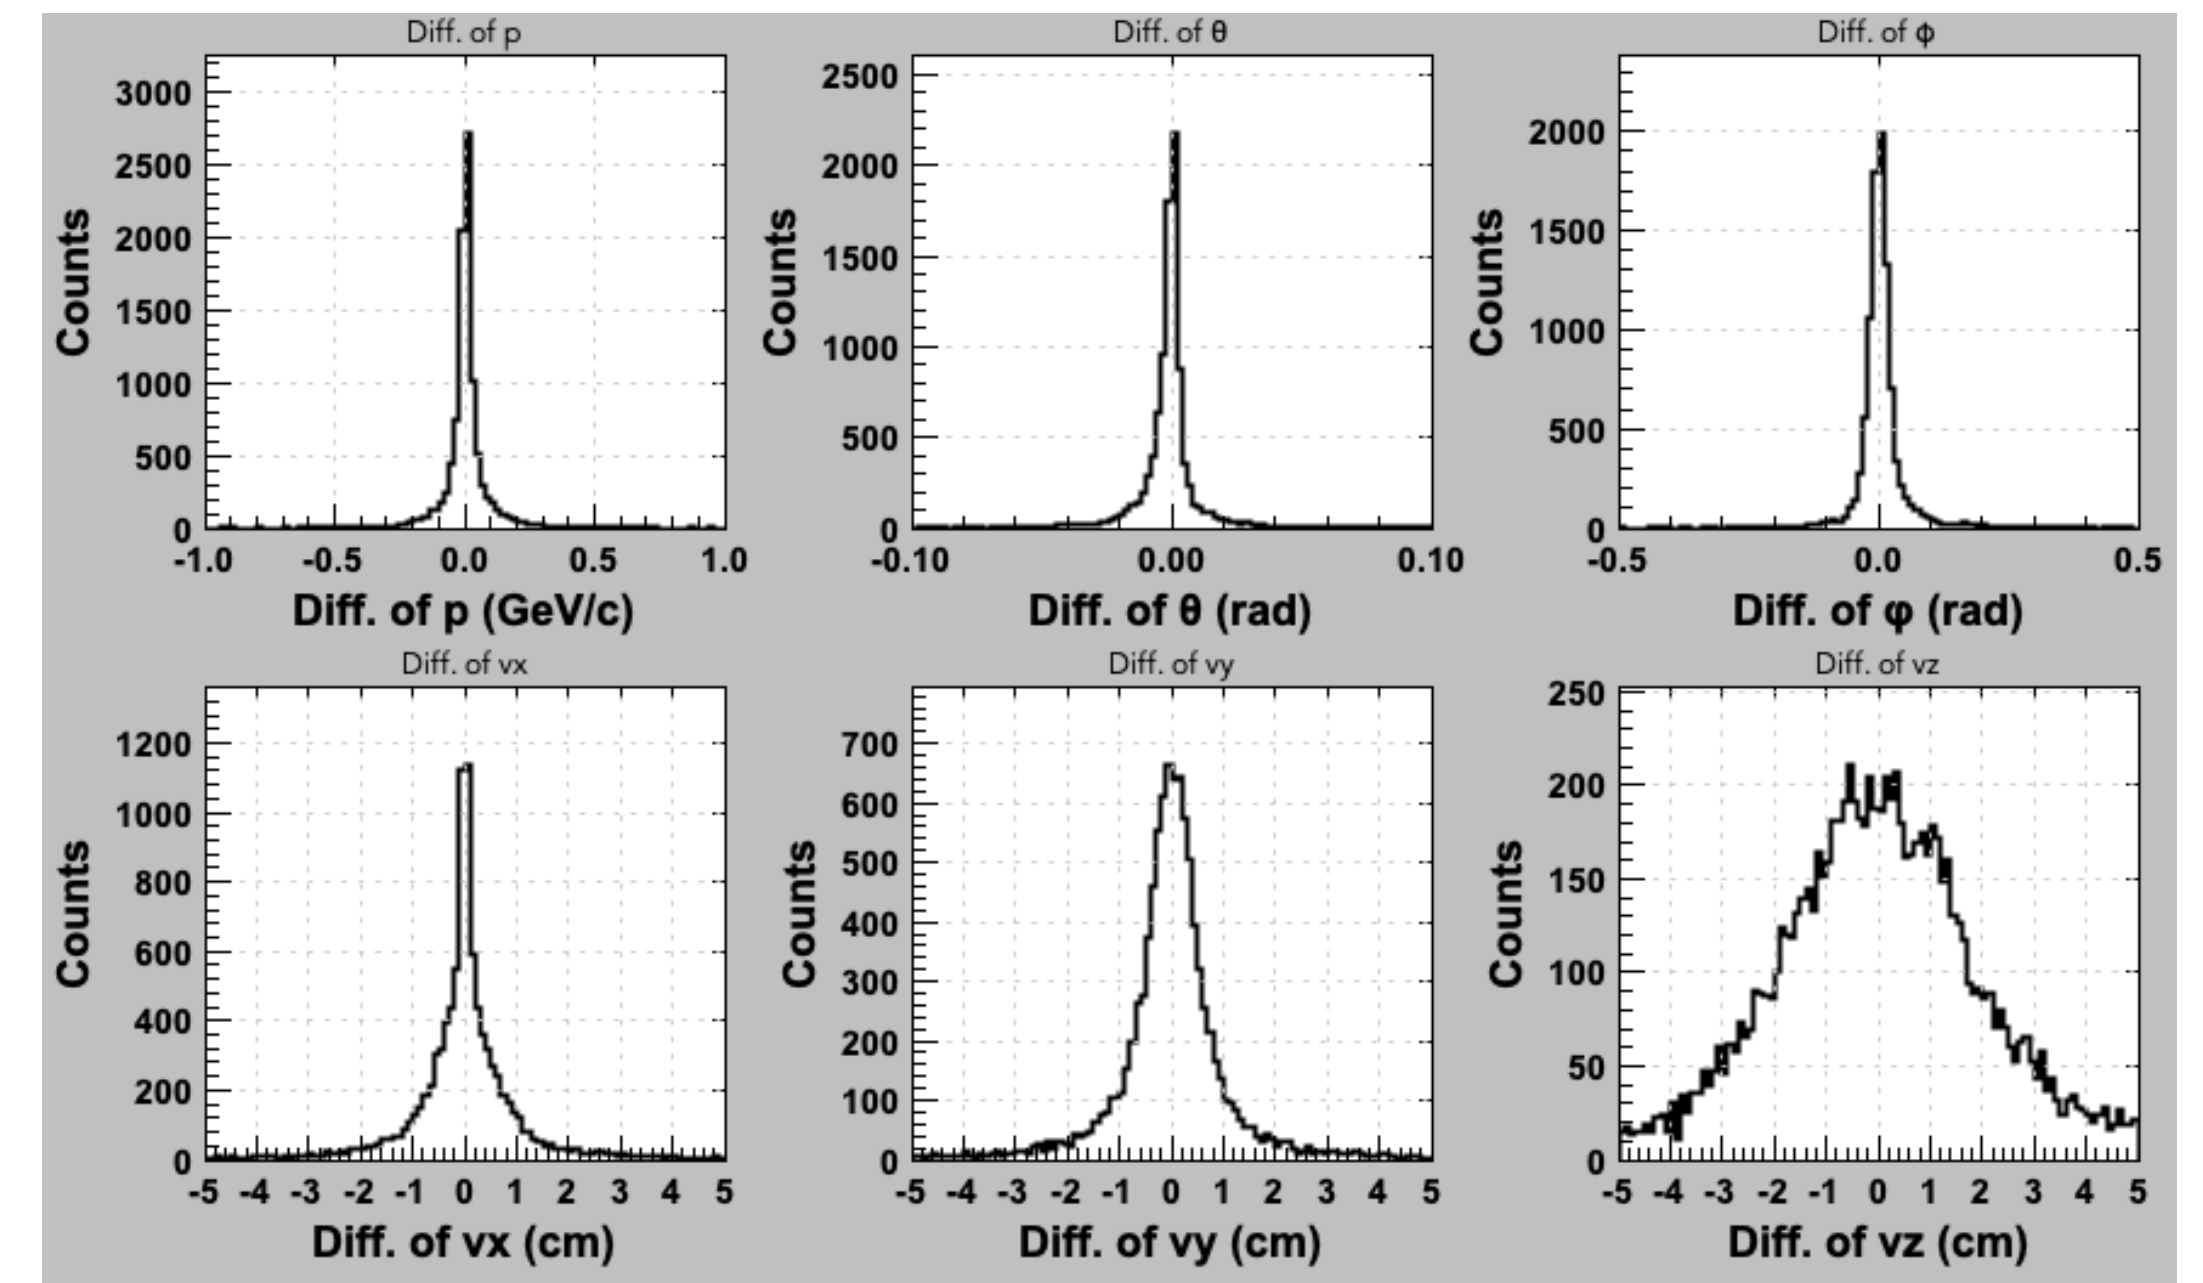 Diff. of p
3000
2500
2000
1500
1000
500
0
Counts
-1.0 -0.5 0.0 0.5 1.0
Diff. of p (GeV/c)
Diff. of θ
2500
2000
1500
1000
500
0
Counts
-0.10 0.00 0.10
Diff. of θ (rad)
Diff. of ϕ
2000
1500
1000
500
0
Counts
-0.5 0.0 0.5
Diff. of φ (rad)
Diff. of vx
1200
1000
800
600
400
200
0
Counts
-5 -4 -3 -2 -1 0 1 2 3 4 5
Diff. of vx (cm)
Diff. of vy
700
600
500
400
300
200
100
0
Counts
-5 -4 -3 -2 -1 0 1 2 3 4 5
Diff. of vy (cm)
Diff. of vz
250
200
150
100
50
0
Counts
-5 -4 -3 -2 -1 0 1 2 3 4 5
Diff. of vz (cm)